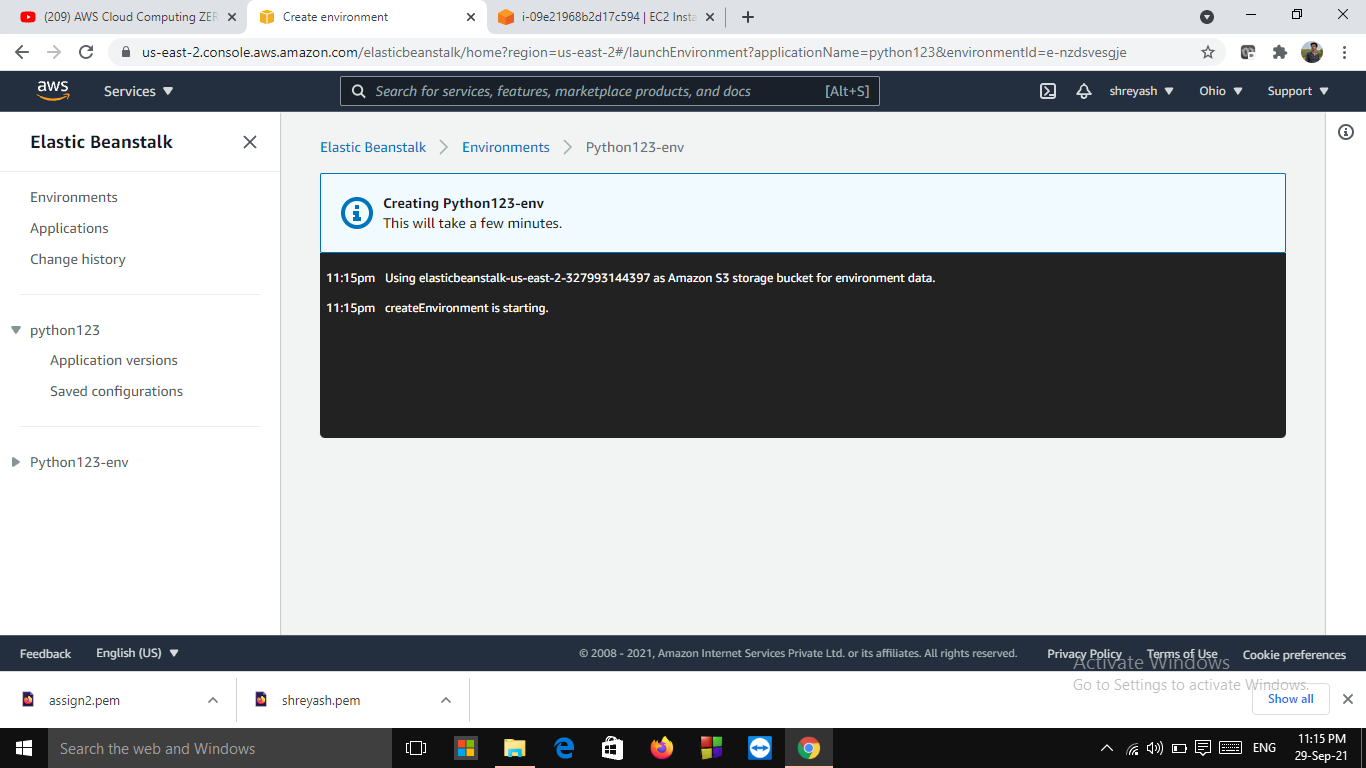 (209) AWS Cloud Computing ZER
Create environment
i-09e21968b2d17c594 | EC2 Insta
us-east-2.console.aws.amazon.com/elasticbeanstalk/home?region=us-east-2#/launchEnvironment?applicationName=python123&environmentId=e-nzdsvesgje
aws
Services
Search for services, features, marketplace products, and docs
[Alt+S]
shreyash
Ohio
Support
Elastic Beanstalk
Environments
Applications
Change history
python123
Application versions
Saved configurations
Python123-env
Elastic Beanstalk
Environments
Python123-env
Creating Python123-env
This will take a few minutes.
11:15pm Using elasticbeanstalk-us-east-2-327993144397 as Amazon S3 storage bucket for environment data.
11:15pm createEnvironment is starting.
Feedback
English (US)
© 2008 - 2021, Amazon Internet Services Private Ltd. or its affiliates. All rights reserved.
Privacy Policy
Terms of Use
Cookie preferences
Activate Windows
Go to Settings to activate Windows.
assign2.pem
shreyash.pem
Show all
Search the web and Windows
ENG
11:15 PM
29-Sep-21